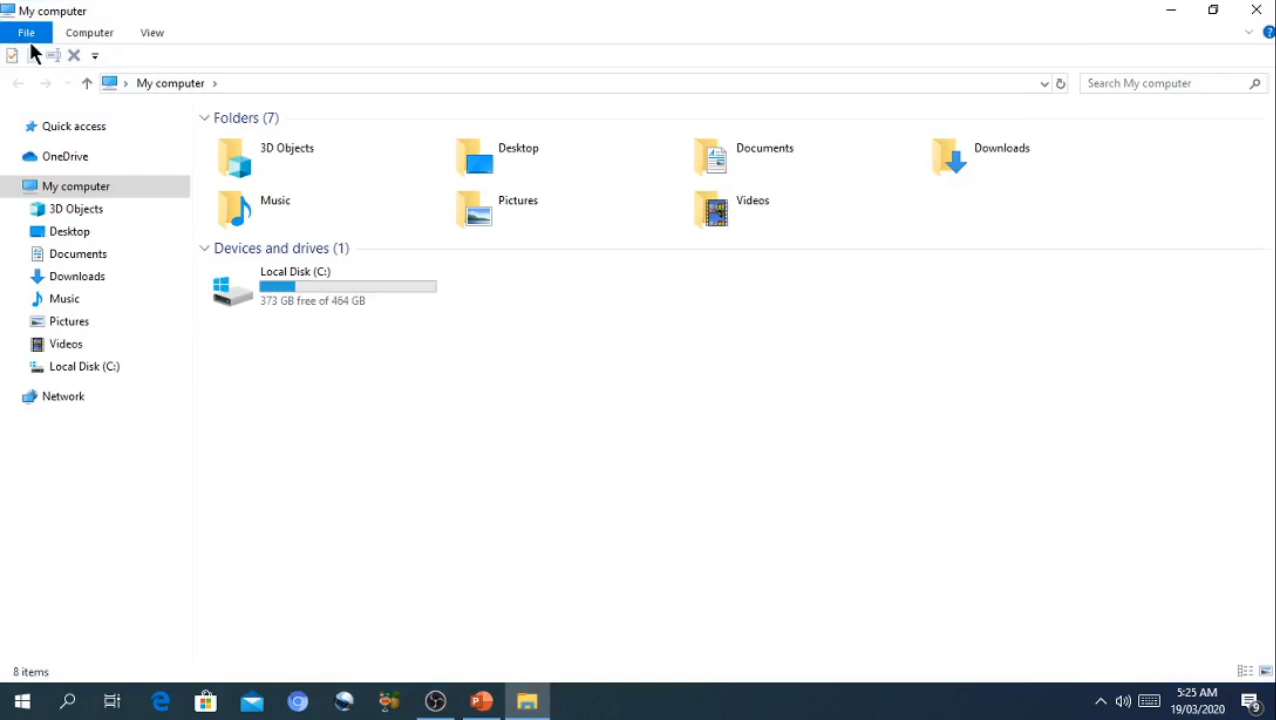 My computer
File Computer View
My computer
Search My computer
Quick access
OneDrive
My computer
3D Objects
Desktop
Documents
Downloads
Music
Pictures
Videos
Local Disk (C:)
Network
Folders (7)
3D Objects
Desktop
Documents
Downloads
Music
Pictures
Videos
Devices and drives (1)
Local Disk (C:)
373 GB free of 464 GB
8 items
5:25 AM
19/03/2020
9